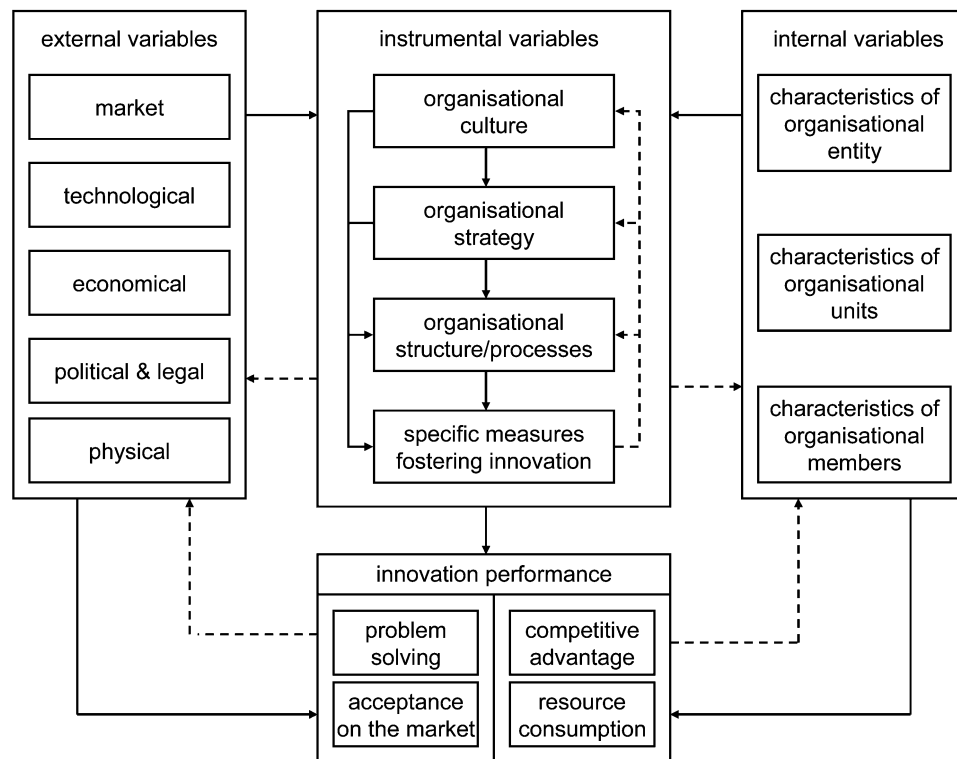 external variables
market
technological
economical
political & legal
physical
instrumental variables
organisational
culture
organisational
strategy
organisational
structure/processes
specific measures
fostering innovation
internal variables
characteristics of
organisational
entity
characteristics of
organisational
units
characteristics of
organisational
members
innovation performance
problem
solving
acceptance
on the market
competitive
advantage
resource
consumption